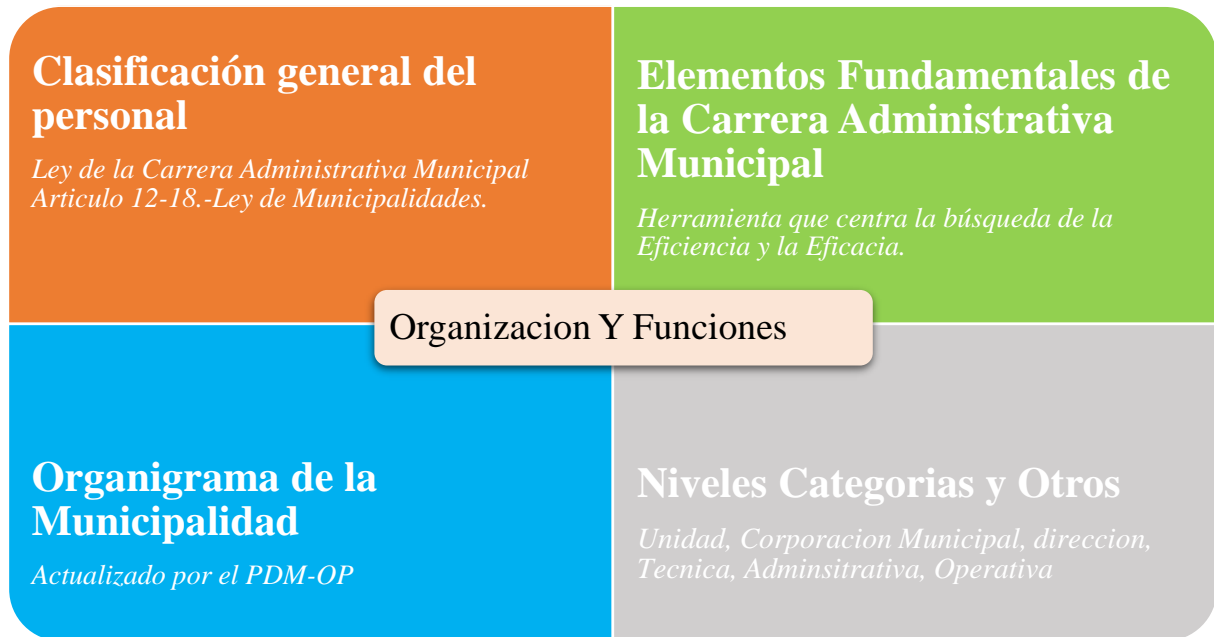 Clasificación general del
personal
Ley de la Carrera Administrativa Municipal
Articulo 12-18.-Ley de Municipalidades.
Elementos Fundamentales de
la Carrera Administrativa
Municipal
Herramienta que centra la búsqueda de la
Eficiencia y la Eficacia.
Organizacion Y Funciones
Organigrama de la
Municipalidad
Actualizado por el PDM-OP
Niveles Categorias y Otros
Unidad, Corporacion Municipal, direccion,
Tecnica, Adminsitrativa, Operativa